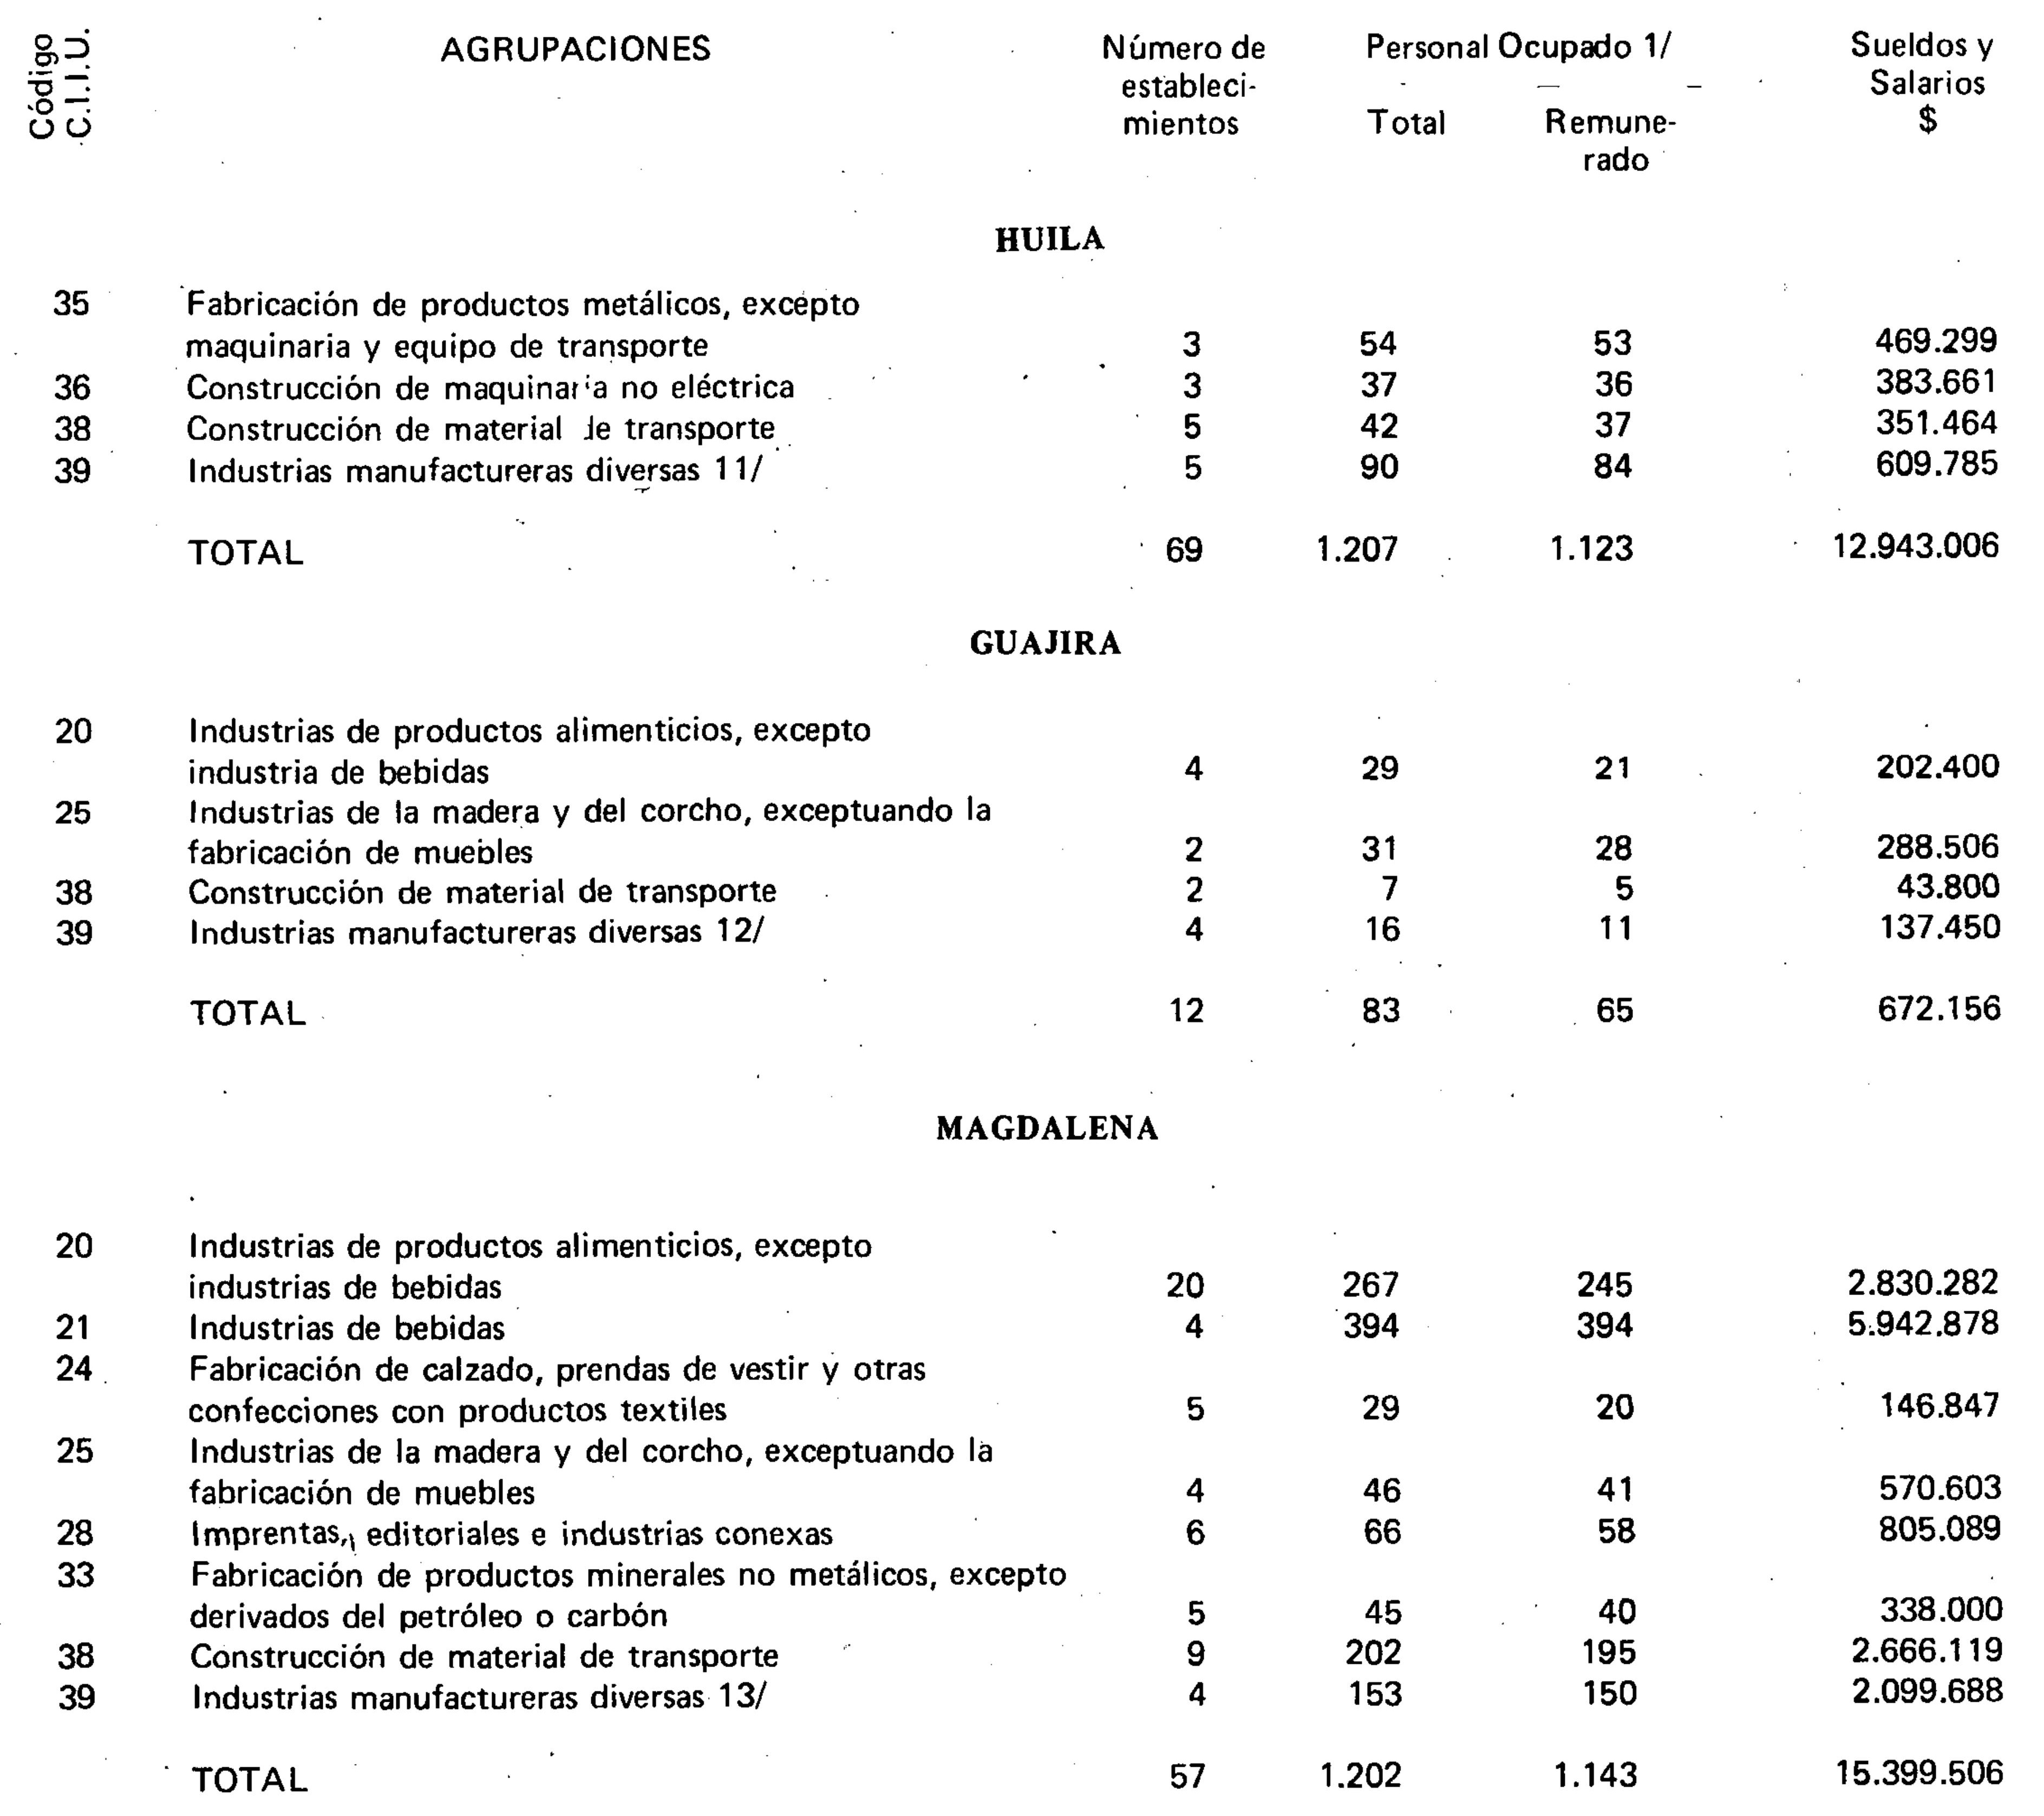 Código C.I.I.U. AGRUPACIONES Número de Personal Ocupado 1/ Sueldos y
estableci- Salarios
mientos Total Remune- $
rado
HUILA
35 Fabricación de productos metálicos, excepto
maquinaria y equipo de transporte 3 54 53 469.299
36 Construcción de maquinaria no eléctrica 3 37 36 383.661
38 Construcción de material de transporte 5 42 37 351.464
39 Industrias manufactureras diversas 11/ 5 90 84 609.785
TOTAL 69 1.207 1.123 12.943.006
GUAJIRA
20 Industrias de productos alimenticios, excepto
industria de bebidas 4 29 21 202.400
25 Industrias de la madera y del corcho, exceptuando la
fabricación de muebles 2 31 28 288.506
38 Construcción de material de transporte 2 7 5 43.800
39 Industrias manufactureras diversas 12/ 4 16 11 137.450
TOTAL 12 83 65 672.156
MAGDALENA
20 Industrias de productos alimenticios, excepto
industrias de bebidas 20 267 245 2.830.282
21 Industrias de bebidas 4 394 394 5.942.878
24 Fabricación de calzado, prendas de vestir y otras
confecciones con productos textiles 5 29 20 146.847
25 Industrias de la madera y del corcho, exceptuando la
fabricación de muebles 4 46 41 570.603
28 Imprentas, editoriales e industrias conexas 6 66 58 805.089
33 Fabricación de productos minerales no metálicos, excepto
derivados del petróleo o carbón 5 45 40 338.000
38 Construcción de material de transporte 9 202 195 2.666.119
39 Industrias manufactureras diversas 13/ 4 153 150 2.099.688
TOTAL 57 1.202 1.143 15.399.506